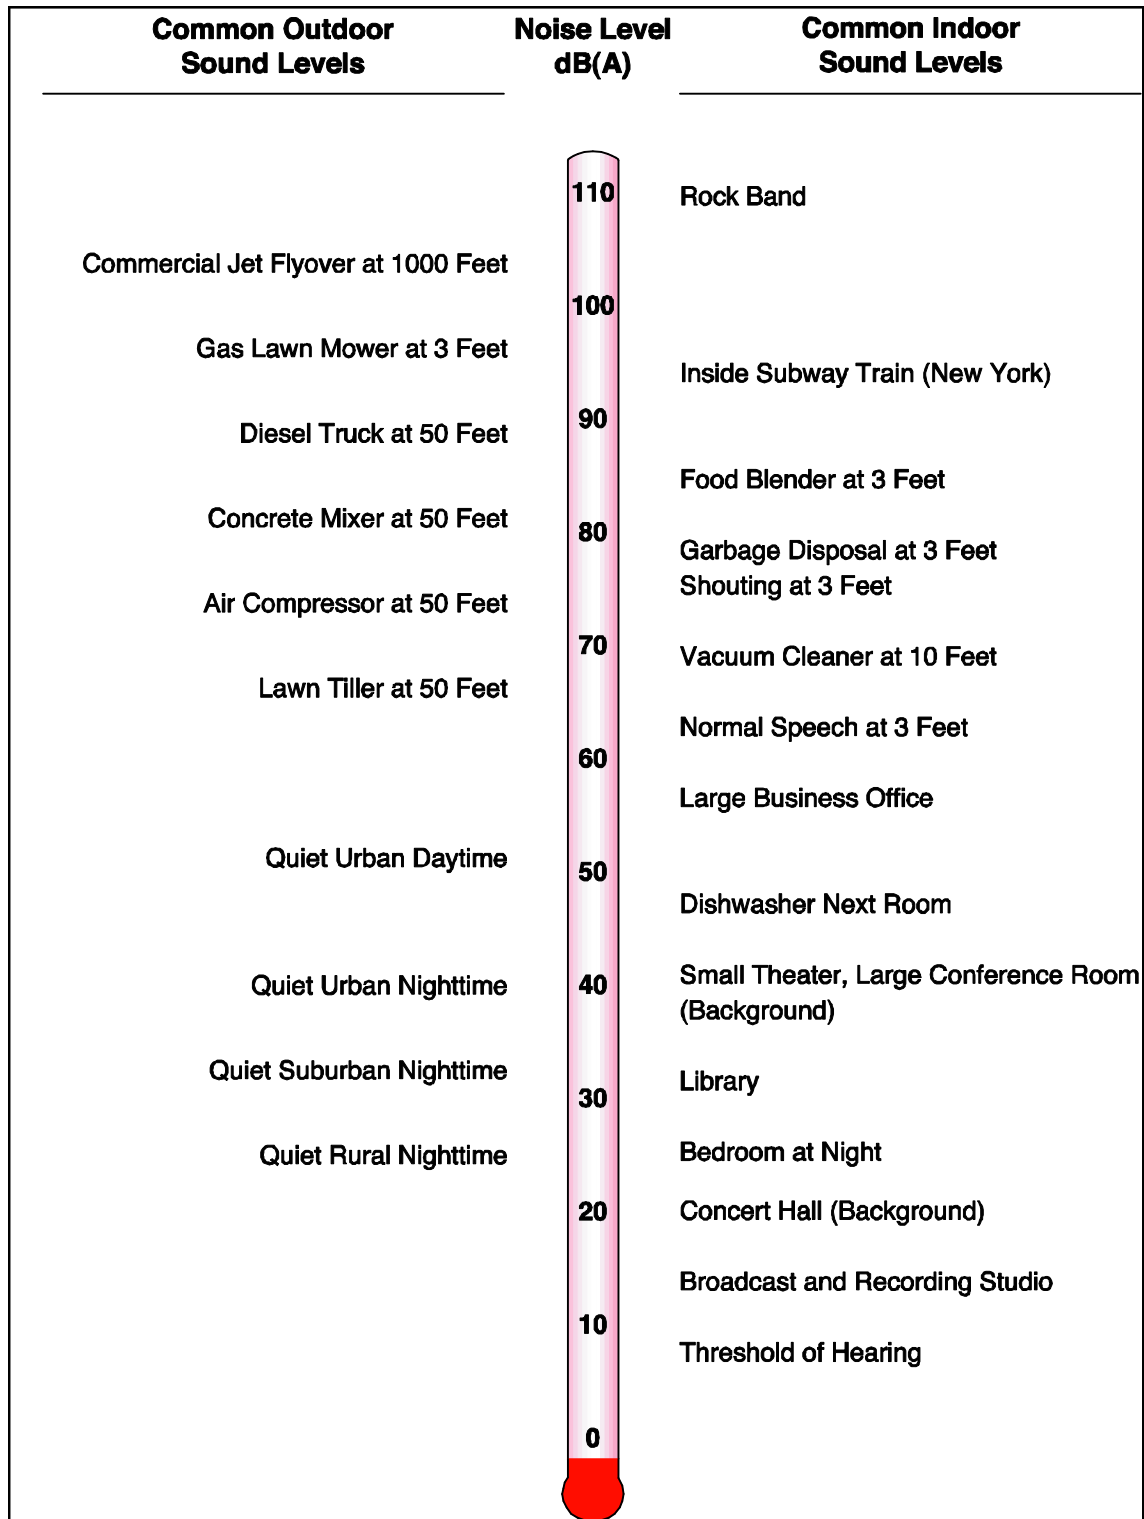 Common Outdoor
Sound Levels
Noise Level
dB(A)
Common Indoor
Sound Levels
110
Rock Band
Commercial Jet Flyover at 1000 Feet
100
Gas Lawn Mower at 3 Feet
Inside Subway Train (New York)
90
Diesel Truck at 50 Feet
Food Blender at 3 Feet
Concrete Mixer at 50 Feet
80
Garbage Disposal at 3 Feet
Shouting at 3 Feet
Air Compressor at 50 Feet
70
Vacuum Cleaner at 10 Feet
Lawn Tiller at 50 Feet
Normal Speech at 3 Feet
60
Large Business Office
Quiet Urban Daytime
50
Dishwasher Next Room
Quiet Urban Nighttime
40
Small Theater, Large Conference Room
(Background)
Quiet Suburban Nighttime
Library
30
Quiet Rural Nighttime
Bedroom at Night
20
Concert Hall (Background)
Broadcast and Recording Studio
10
Threshold of Hearing
0